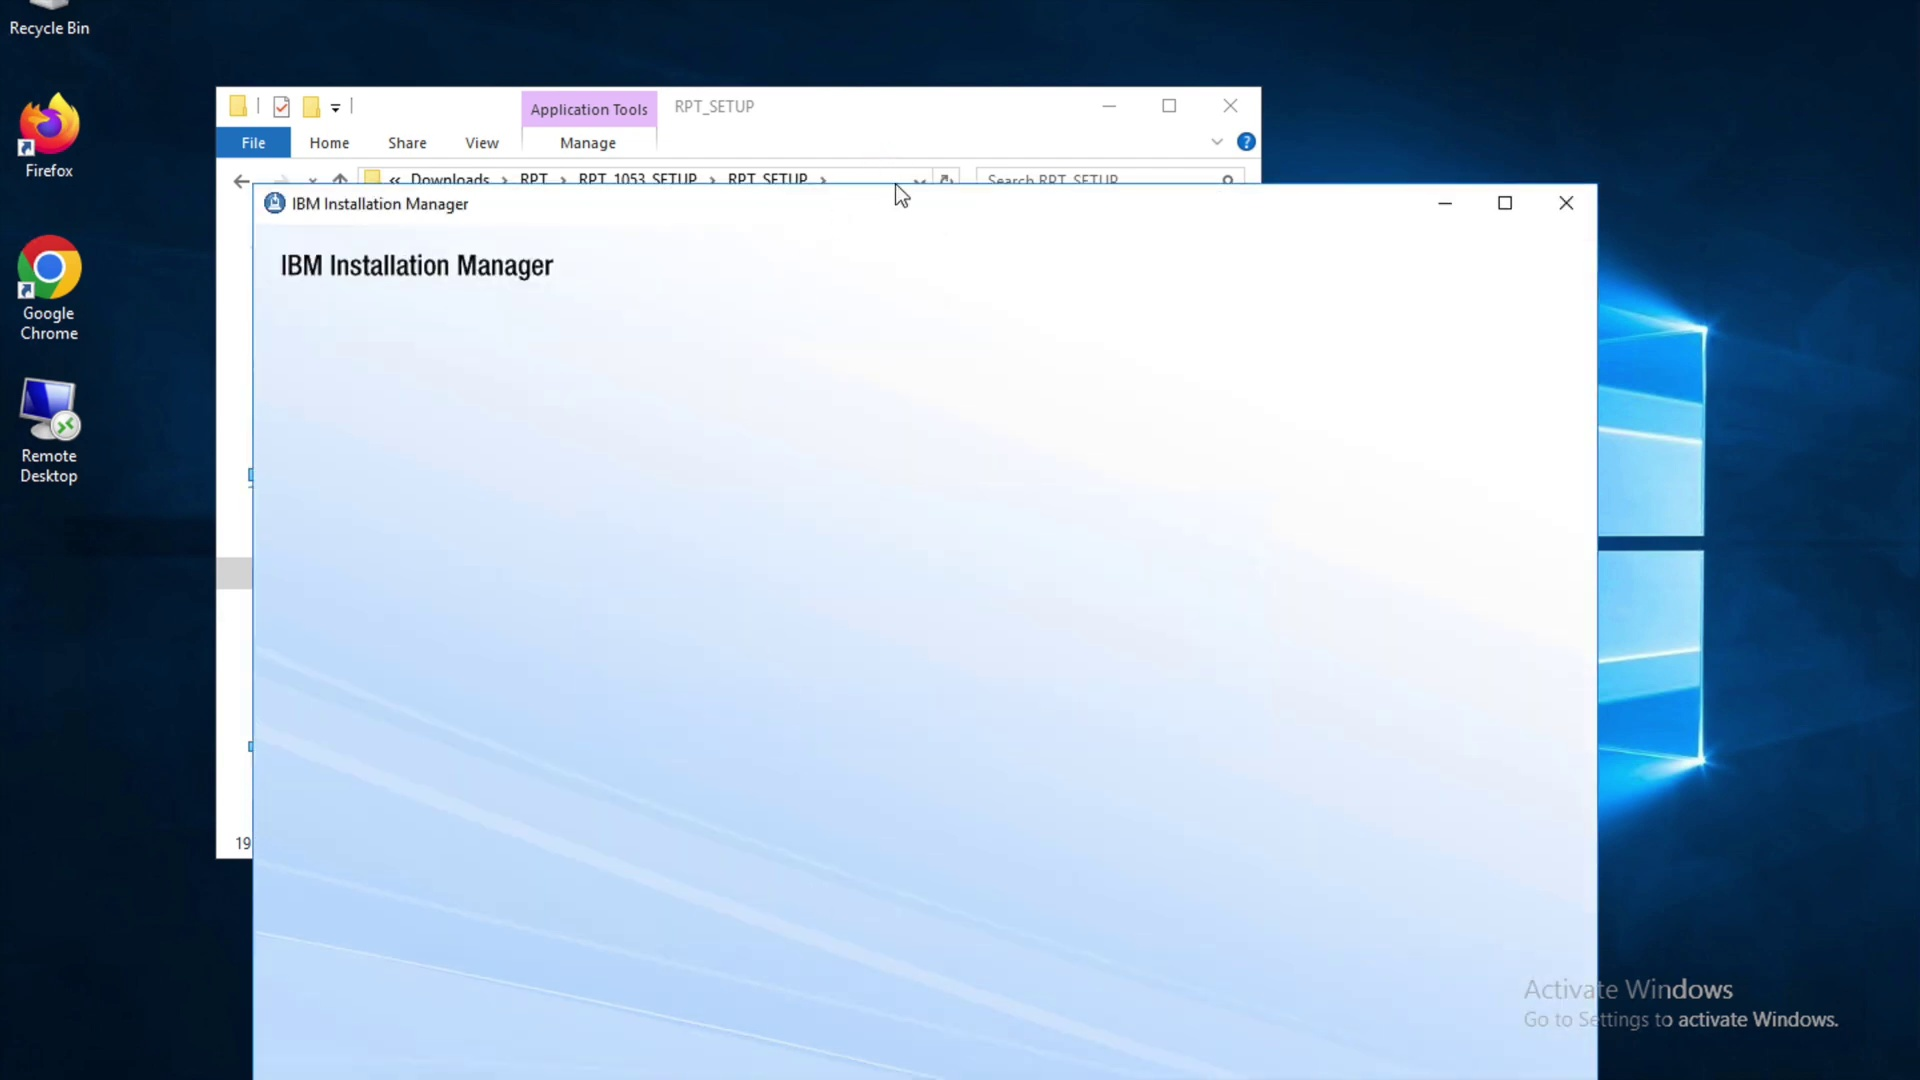 Recycle Bin
Firefox
Google
Chrome
Remote
Desktop
Application Tools
RPT_SETUP
File
Home
Share
View
Manage
« Downloads > RPT > RPT_1053_SETUP > RPT_SETUP >
Search RPT_SETUP
IBM Installation Manager
IBM Installation Manager
19
Activate Windows
Go to Settings to activate Windows.